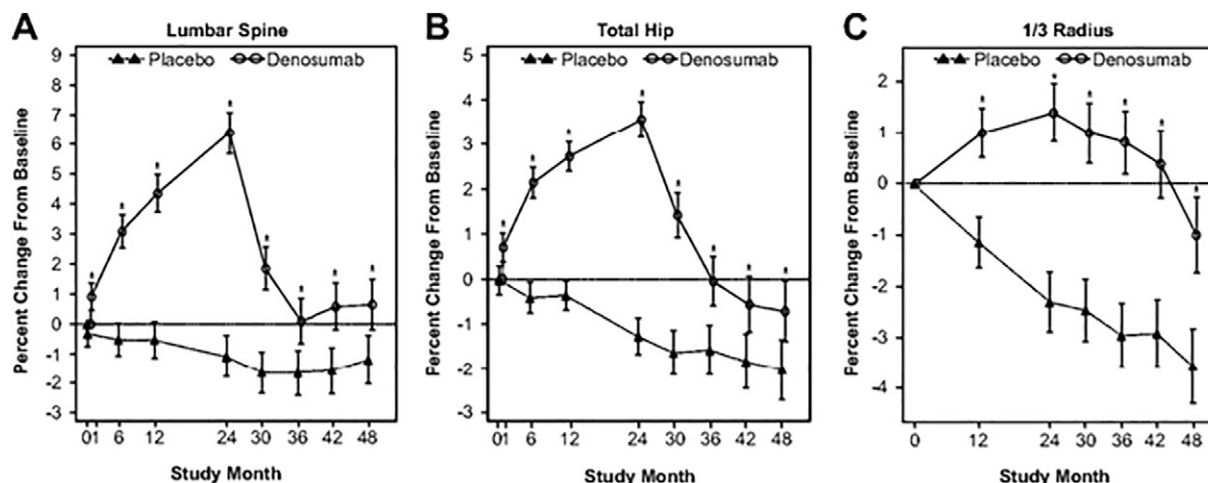 A
Lumbar Spine
Placebo
Denosumab
Percent Change From Baseline
9
8
7
6
5
4
3
2
1
0
-1
-2
-3
01 6 12 24 30 36 42 48
Study Month
* * * * * * * *
B
Total Hip
Placebo
Denosumab
Percent Change From Baseline
5
4
3
2
1
0
-1
-2
-3
01 6 12 24 30 36 42 48
Study Month
* * * * * * * *
C
1/3 Radius
Placebo
Denosumab
Percent Change From Baseline
2
1
0
-1
-2
-3
-4
0 12 24 30 36 42 48
Study Month
* * * * * *